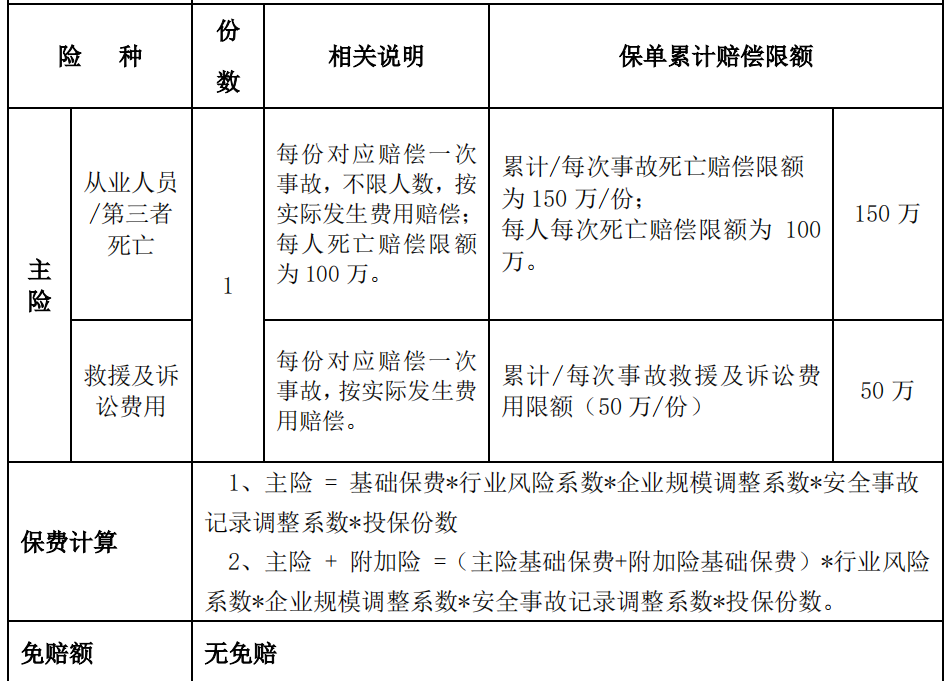 险 种
份
数
相关说明
保单累计赔偿限额
主
险
从业人员
/第三者
死亡
1
每份对应赔偿一次
事故，不限人数，按
实际发生费用赔偿；
每人死亡赔偿限额
为100 万。
累计/每次事故死亡赔偿限额
为150 万/份；
每人每次死亡赔偿限额为 100
万。
150 万
救援及诉
讼费用
每份对应赔偿一次
事故，按实际发生费
用赔偿。
累计/每次事故救援及诉讼费
用限额（50 万/份）
50 万
保费计算
1、主险 = 基础保费*行业风险系数*企业规模调整系数*安全事故
记录调整系数*投保份数
2、主险 + 附加险 =（主险基础保费+附加险基础保费）*行业风险
系数*企业规模调整系数*安全事故记录调整系数*投保份数。
免赔额
无免赔